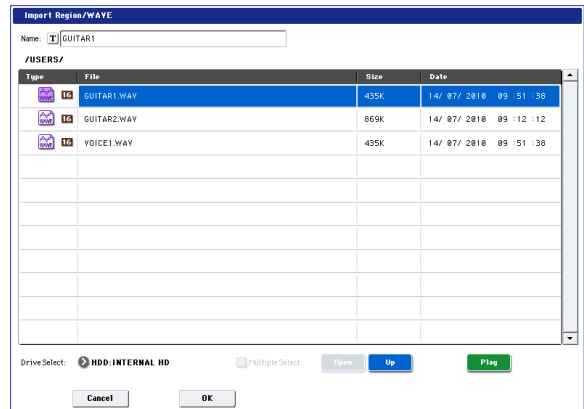 Import Region/WAVE
Name: T GUITAR1
/USERS/
Type File Size Date
WAVE 16 GUITAR1.WAV 435K 14/ 07/ 2010 09 :51 :38
WAVE 16 GUITAR2.WAV 869K 14/ 07/ 2010 09 :12 :12
WAVE 16 VOICE1.WAV 435K 14/ 07/ 2010 09 :51 :38
Drive Select: HDD:INTERNAL HD Multiple Select Open Up Play
Cancel OK